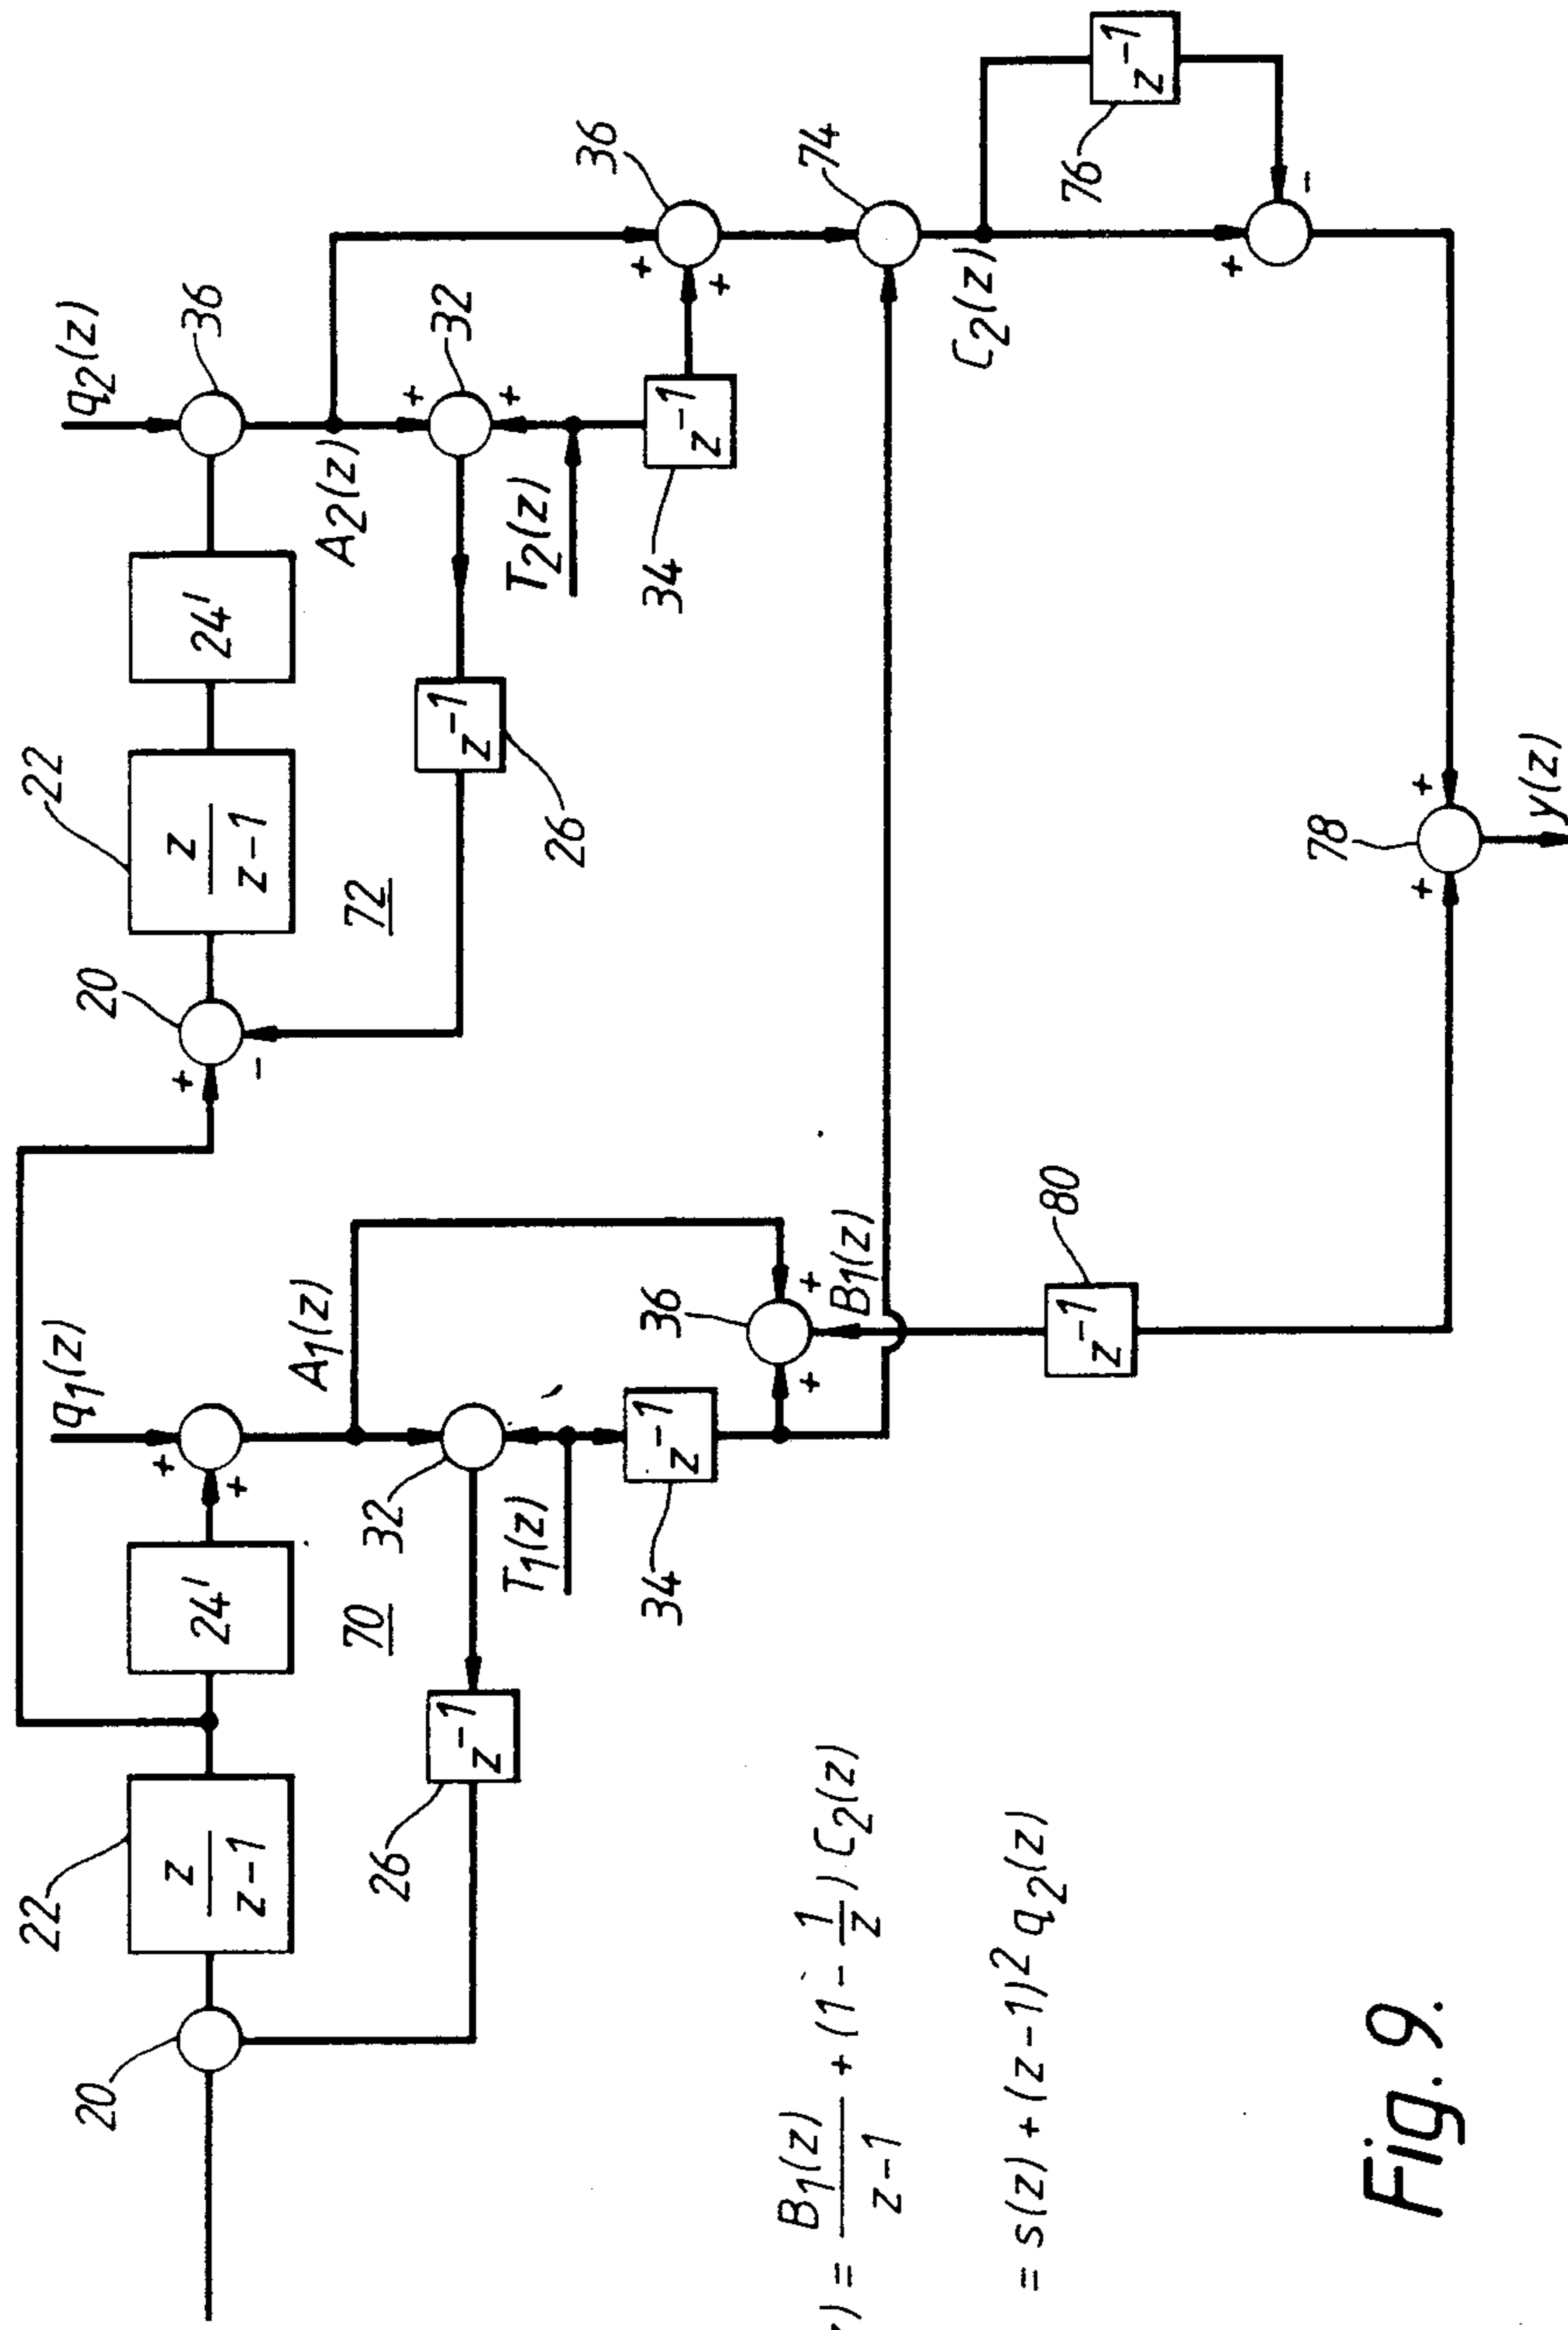 20
22
z
z-1
24'
q1(z)
+
+
A1(z)
32
70
26
z-1
T1(z)
34
z-1
36
+
+
B1(z)
20
+
-
22
z
z-1
72
24'
q2(z)
36
A2(z)
+
32
+
26
z-1
T2(z)
34
z-1
36
+
+
74
C2(z)
76
z-1
+
-
80
z-1
78
+
+
y(z)
z) = B1(z)/z-1 + (1-1/z) C2(z)
= s(z) + (z-1)2 q2(z)
Fig. 9.